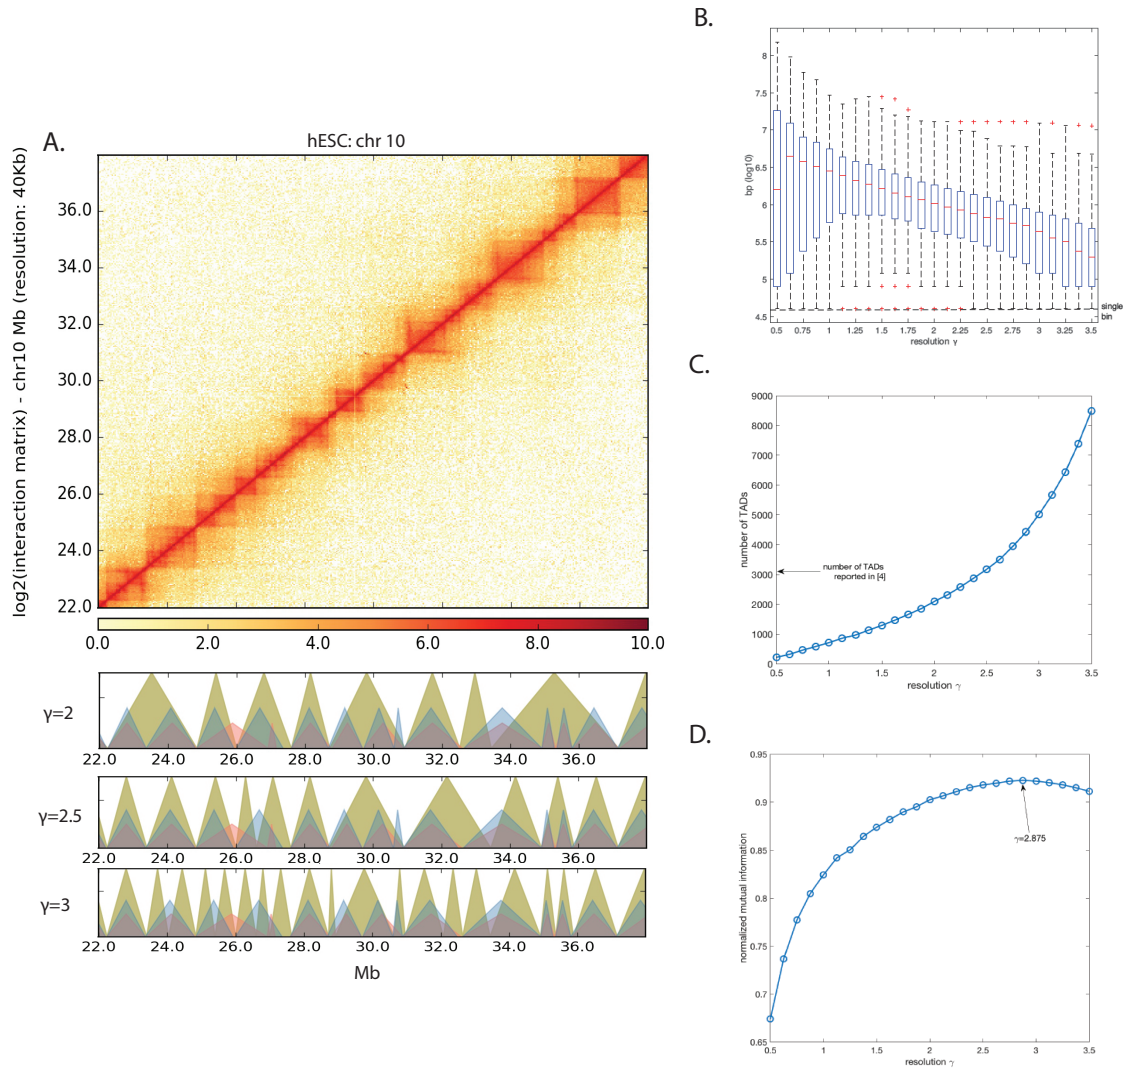 A.
hESC: chr 10
log2(interaction matrix) - chr10 Mb (resolution: 40Kb)
36.0
34.0
32.0
30.0
28.0
26.0
24.0
22.0
0.0 2.0 4.0 6.0 8.0 10.0
γ=2
22.0 24.0 26.0 28.0 30.0 32.0 34.0 36.0
γ=2.5
22.0 24.0 26.0 28.0 30.0 32.0 34.0 36.0
γ=3
22.0 24.0 26.0 28.0 30.0 32.0 34.0 36.0
Mb
B.
bp (log10)
8
7.5
7
6.5
6
5.5
5
4.5
single
bin
0.5 0.75 1 1.25 1.5 1.75 2 2.25 2.5 2.75 3 3.25 3.5
resolution γ
C.
number of TADs
9000
8000
7000
6000
5000
4000
3000
2000
1000
0
number of TADs
reported in [4]
0.5 1 1.5 2 2.5 3 3.5
resolution γ
D.
normalized mutual information
0.95
0.9
0.85
0.8
0.75
0.7
0.65
γ=2.875
0.5 1 1.5 2 2.5 3 3.5
resolution γ